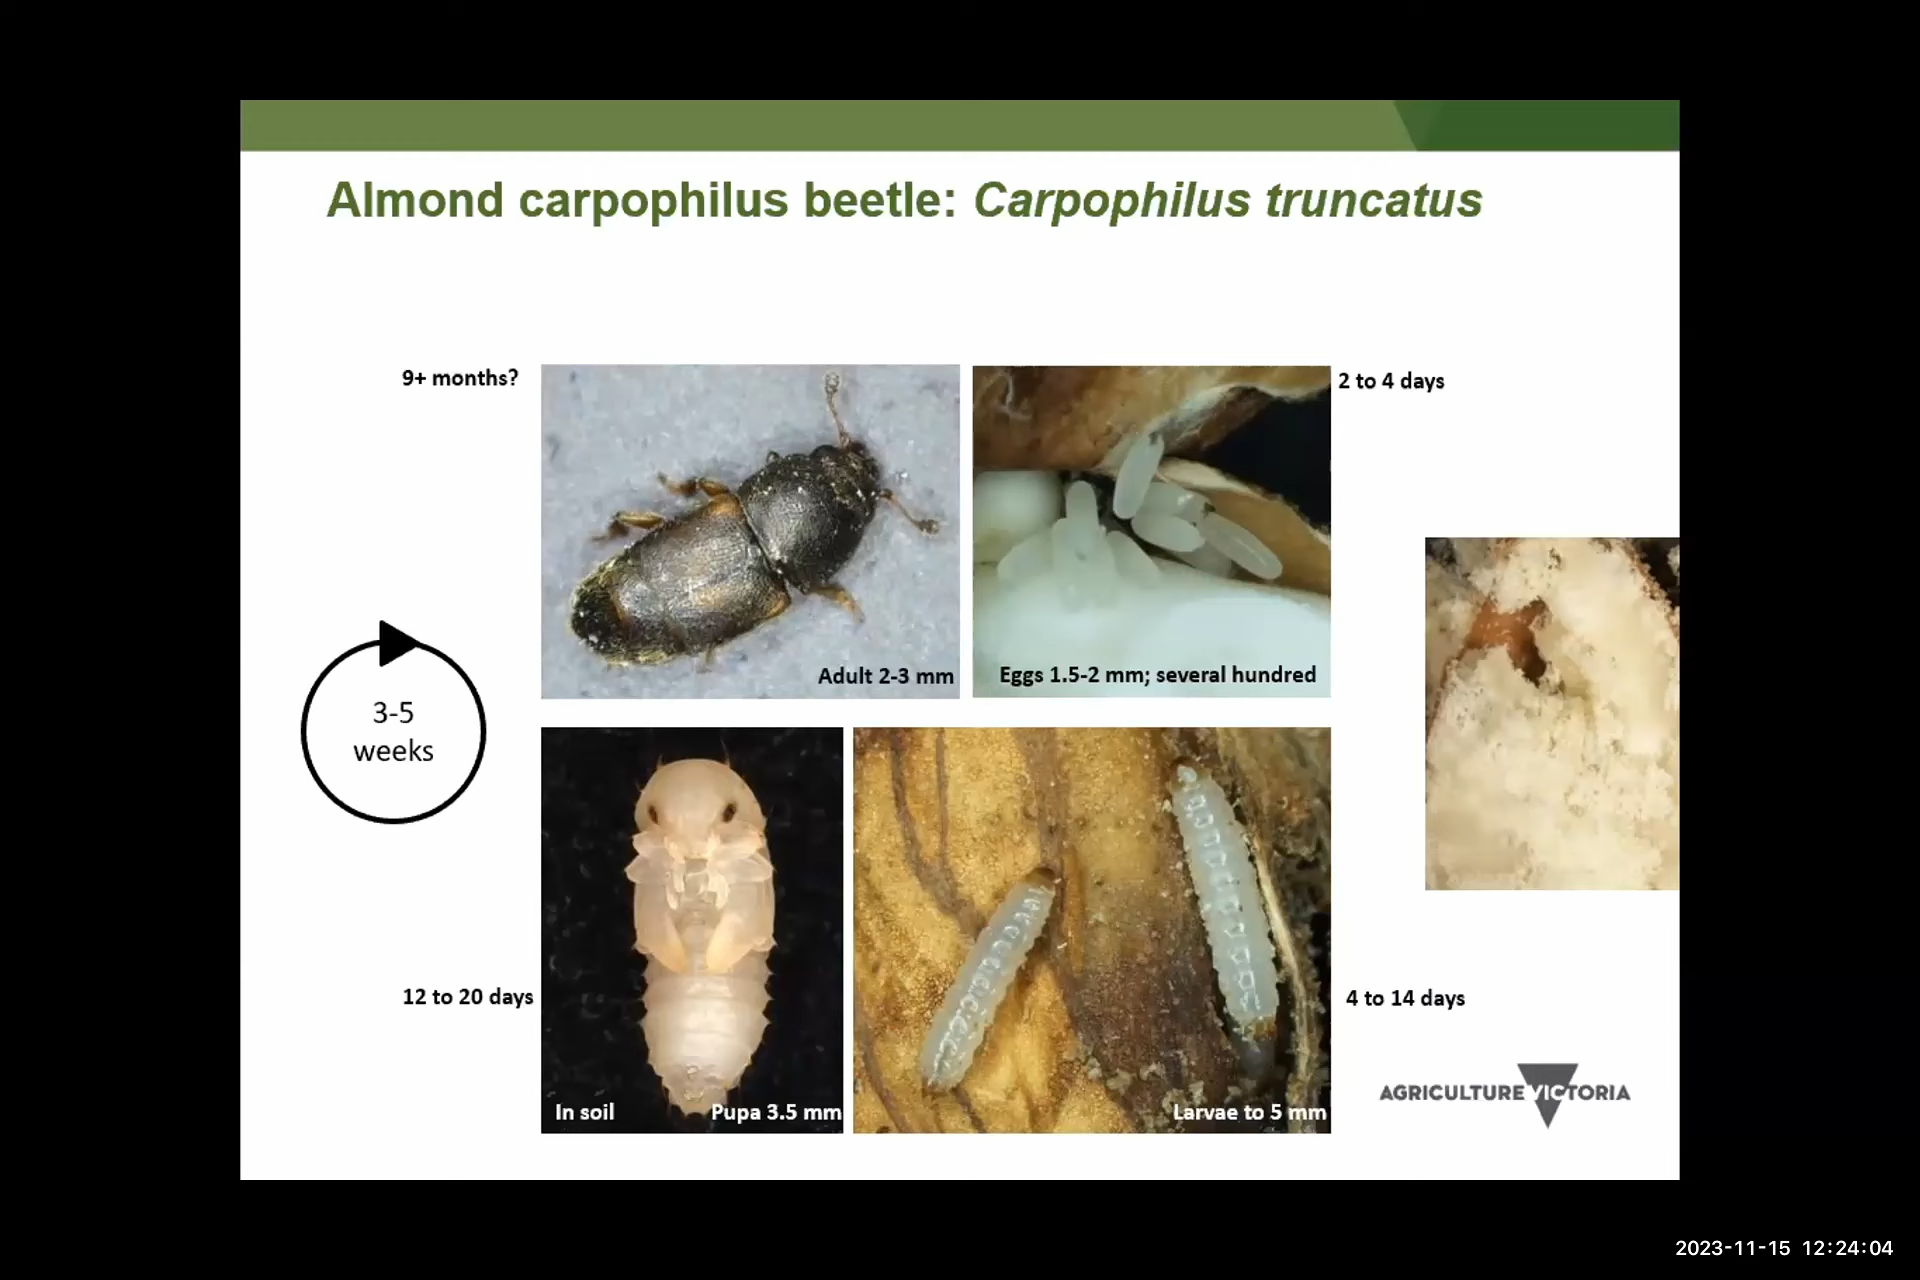 Almond carpophilus beetle: Carpophilus truncatus
9+ months?
2 to 4 days
Adult 2-3 mm
Eggs 1.5-2 mm; several hundred
3-5
weeks
12 to 20 days
4 to 14 days
In soil
Pupa 3.5 mm
Larvae to 5 mm
AGRICULTURE VICTORIA
2023-11-15 12:24:04